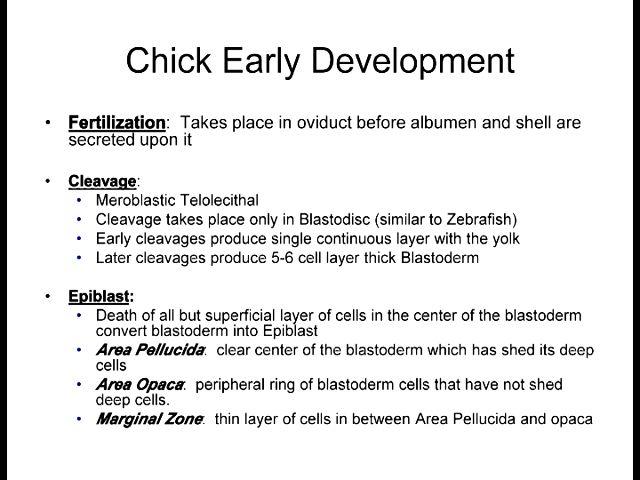 Chick Early Development
• Fertilization: Takes place in oviduct before albumen and shell are
secreted upon it
• Cleavage:
• Meroblastic Telolecithal
• Cleavage takes place only in Blastodisc (similar to Zebrafish)
• Early cleavages produce single continuous layer with the yolk
• Later cleavages produce 5-6 cell layer thick Blastoderm
• Epiblast:
• Death of all but superficial layer of cells in the center of the blastoderm
convert blastoderm into Epiblast
• Area Pellucida: clear center of the blastoderm which has shed its deep
cells
• Area Opaca: peripheral ring of blastoderm cells that have not shed
deep cells.
• Marginal Zone: thin layer of cells in between Area Pellucida and opaca